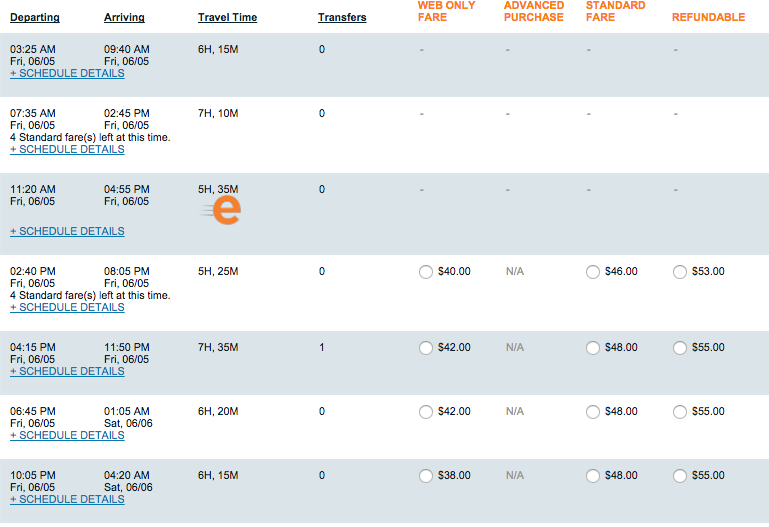 Departing Arriving Travel Time Transfers WEB ONLY FARE ADVANCED PURCHASE STANDARD FARE REFUNDABLE
03:25 AM 09:40 AM 6H, 15M 0 - - - -
Fri, 06/05 Fri, 06/05
+ SCHEDULE DETAILS
07:35 AM 02:45 PM 7H, 10M 0 - - - -
Fri, 06/05 Fri, 06/05
4 Standard fare(s) left at this time.
+ SCHEDULE DETAILS
11:20 AM 04:55 PM 5H, 35M 0 - - - -
Fri, 06/05 Fri, 06/05
e
+ SCHEDULE DETAILS
02:40 PM 08:05 PM 5H, 25M 0 $40.00 N/A $46.00 $53.00
Fri, 06/05 Fri, 06/05
4 Standard fare(s) left at this time.
+ SCHEDULE DETAILS
04:15 PM 11:50 PM 7H, 35M 1 $42.00 N/A $48.00 $55.00
Fri, 06/05 Fri, 06/05
+ SCHEDULE DETAILS
06:45 PM 01:05 AM 6H, 20M 0 $42.00 N/A $48.00 $55.00
Fri, 06/05 Sat, 06/06
+ SCHEDULE DETAILS
10:05 PM 04:20 AM 6H, 15M 0 $38.00 N/A $48.00 $55.00
Fri, 06/05 Sat, 06/06
+ SCHEDULE DETAILS